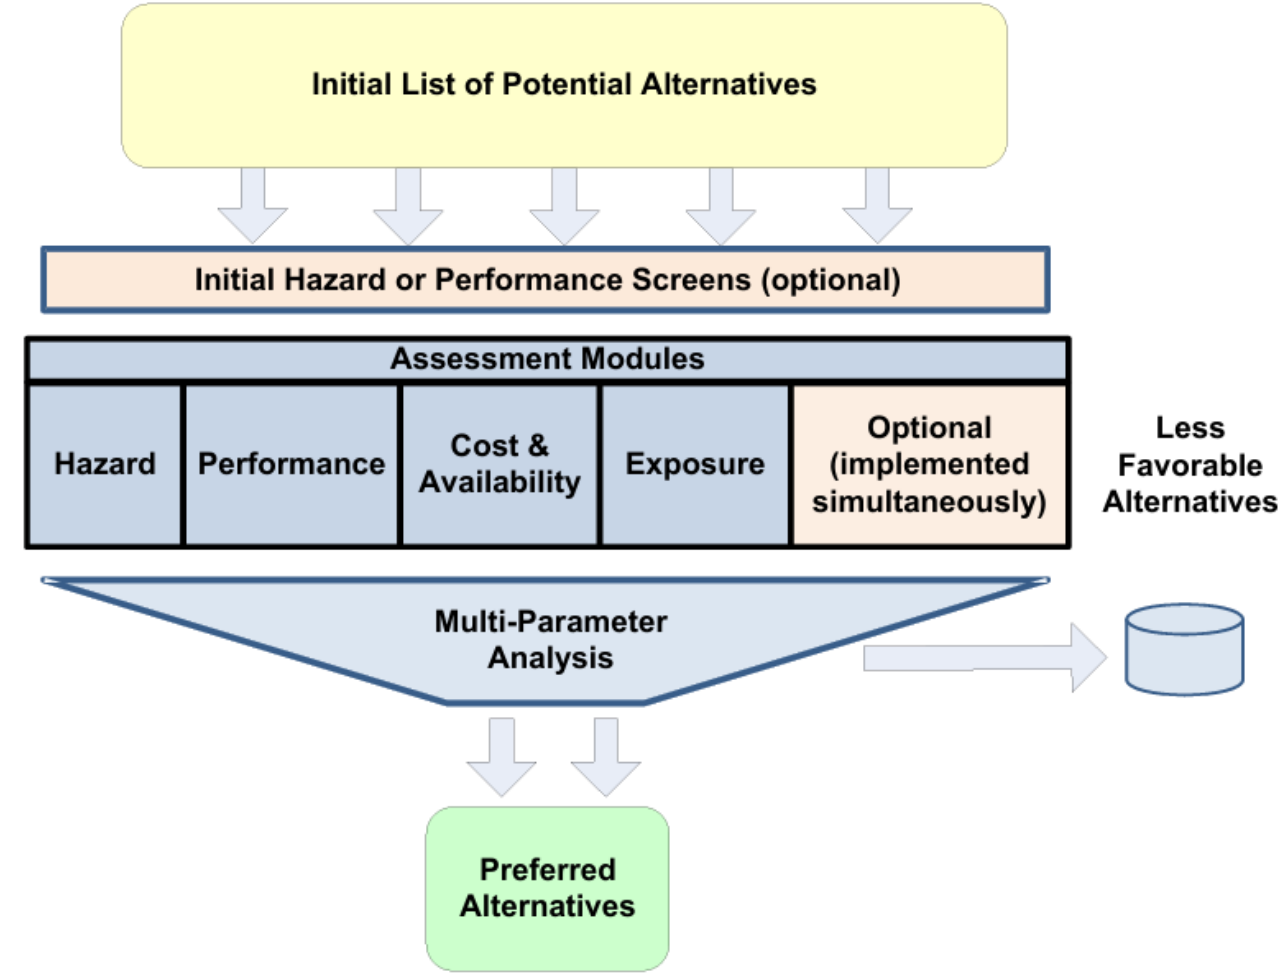 Initial List of Potential Alternatives
Initial Hazard or Performance Screens (optional)
Assessment Modules
Hazard
Performance
Cost &
Availability
Exposure
Optional
(implemented
simultaneously)
Less
Favorable
Alternatives
Multi-Parameter
Analysis
Preferred
Alternatives